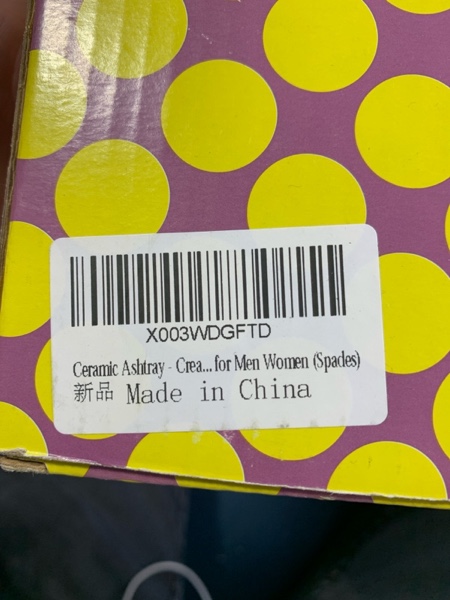 X003WDGFTD
Ceramic Ashtray - Crea...for Men Women (Spades)
新品 Made in China